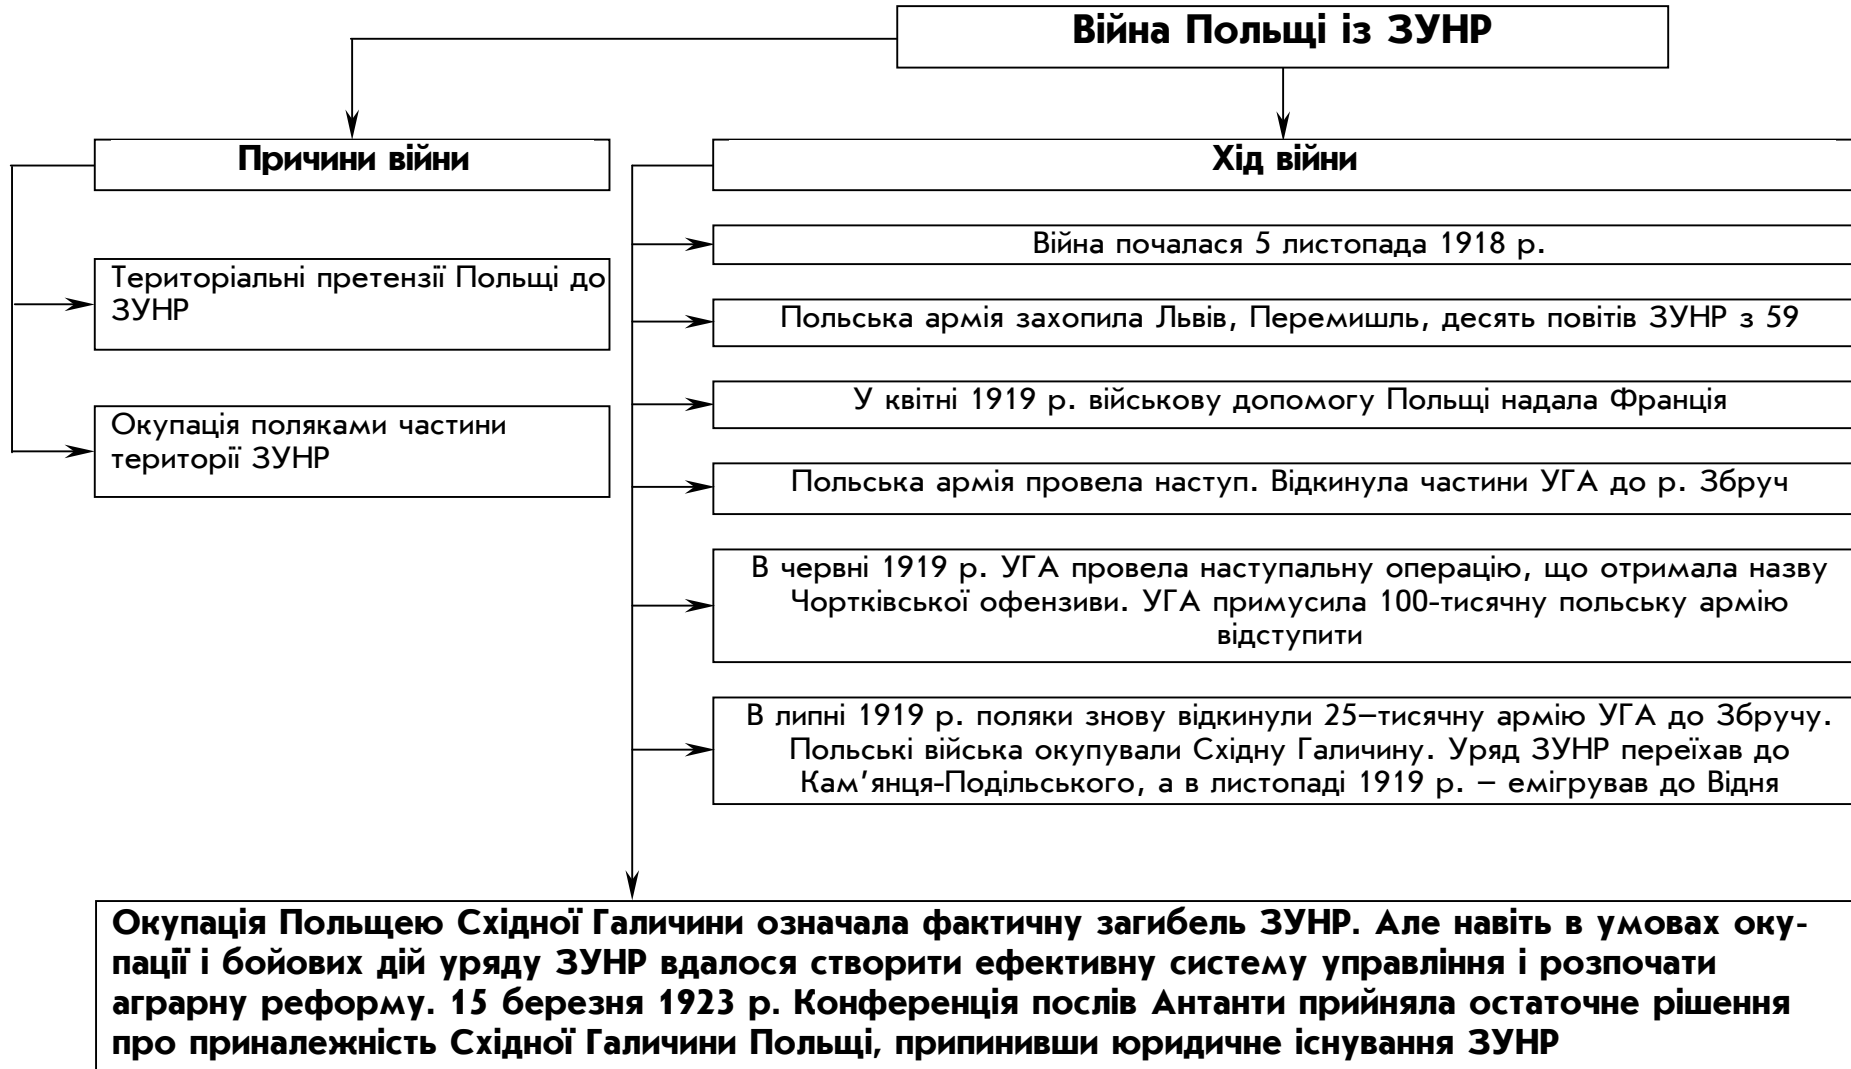 Війна Польщі із ЗУНР
Причини війни
Територіальні претензії Польщі до
ЗУНР
Окупація поляками частини
території ЗУНР
Хід війни
Війна почалася 5 листопада 1918 р.
Польська армія захопила Львів, Перемишль, десять повітів ЗУНР з 59
У квітні 1919 р. військову допомогу Польщі надала Франція
Польська армія провела наступ. Відкинула частини УГА до р. Збруч
В червні 1919 р. УГА провела наступальну операцію, що отримала назву
Чортківської офензиви. УГА примусила 100-тисячну польську армію
відступити
В липні 1919 р. поляки знову відкинули 25–тисячну армію УГА до Збручу.
Польські війська окупували Східну Галичину. Уряд ЗУНР переїхав до
Кам’янця-Подільського, а в листопаді 1919 р. – емігрував до Відня
Окупація Польщею Східної Галичини означала фактичну загибель ЗУНР. Але навіть в умовах оку-
пації і бойових дій уряду ЗУНР вдалося створити ефективну систему управління і розпочати
аграрну реформу. 15 березня 1923 р. Конференція послів Антанти прийняла остаточне рішення
про приналежність Східної Галичини Польщі, припинивши юридичне існування ЗУНР